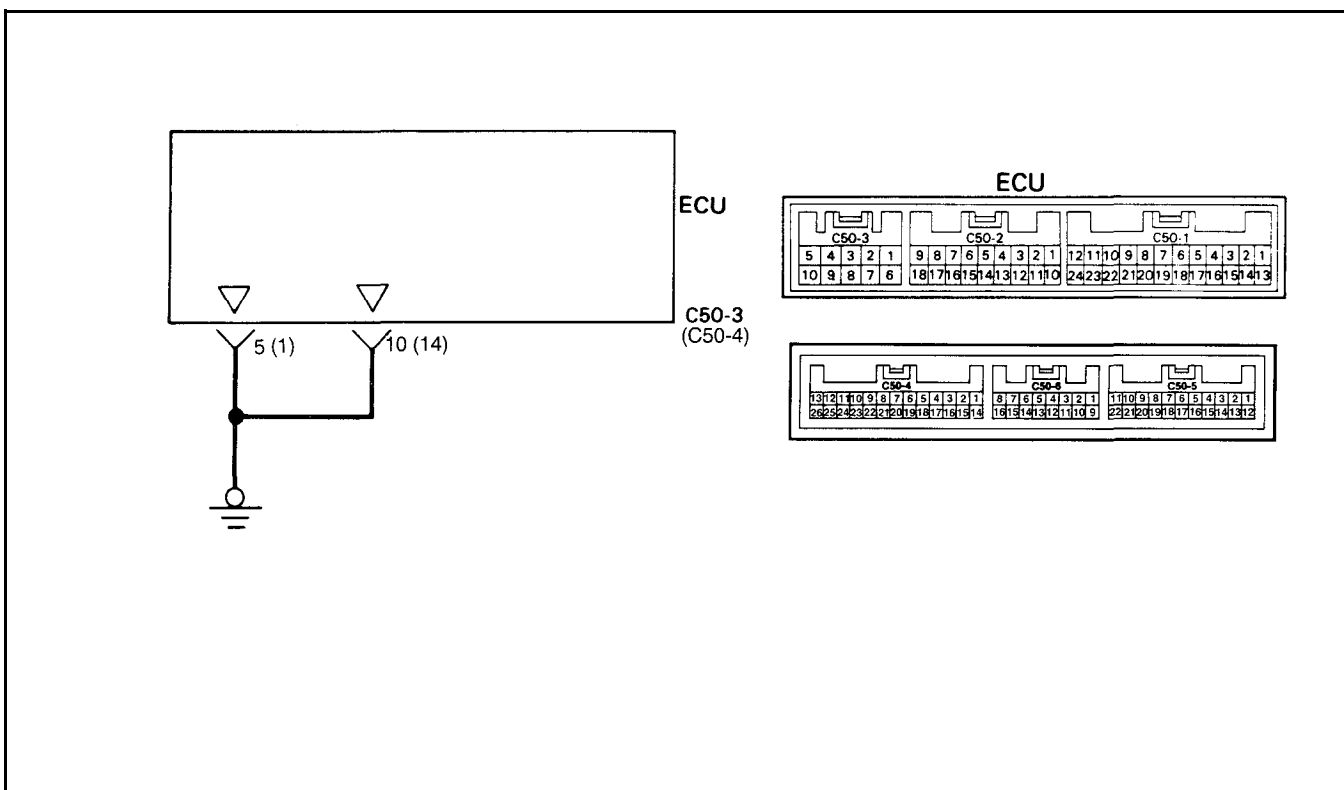 ECU
C50-3
(C50-4)
5 (1)
10 (14)
ECU
C50-3 C50-2 C50-1
5 4 3 2 1 9 8 7 6 5 4 3 2 1 12 11 10 9 8 7 6 5 4 3 2 1
10 9 8 7 6 18 17 16 15 14 13 12 11 10 24 23 22 21 20 19 18 17 16 15 14 13
C50-4 C50-6 C50-5
13 12 11 10 9 8 7 6 5 4 3 2 1 8 7 6 5 4 3 2 1 11 10 9 8 7 6 5 4 3 2 1
26 25 24 23 22 21 20 19 18 17 16 15 14 16 15 14 13 12 11 10 9 22 21 20 19 18 17 16 15 14 13 12